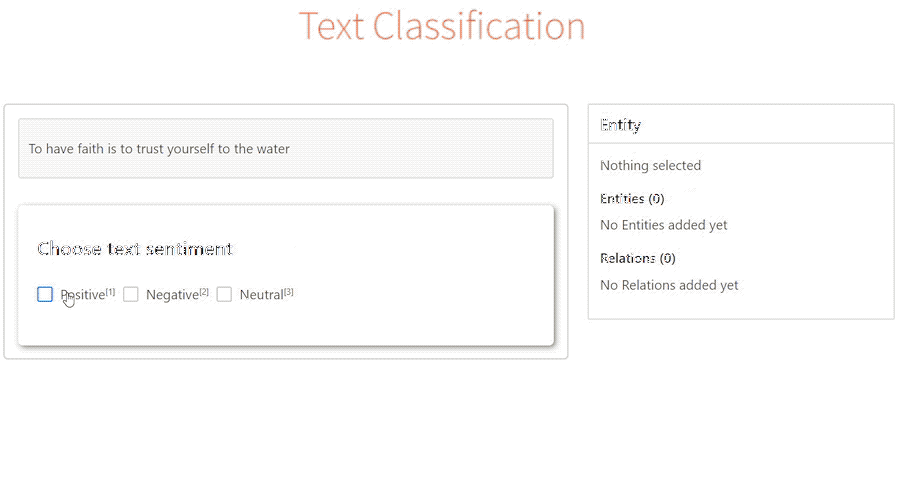 Text Classification
To have faith is to trust yourself to the water
Choose text sentiment
Positive[1] Negative[2] Neutral[3]
Entity
Nothing selected
Entities (0)
No Entities added yet
Relations (0)
No Relations added yet